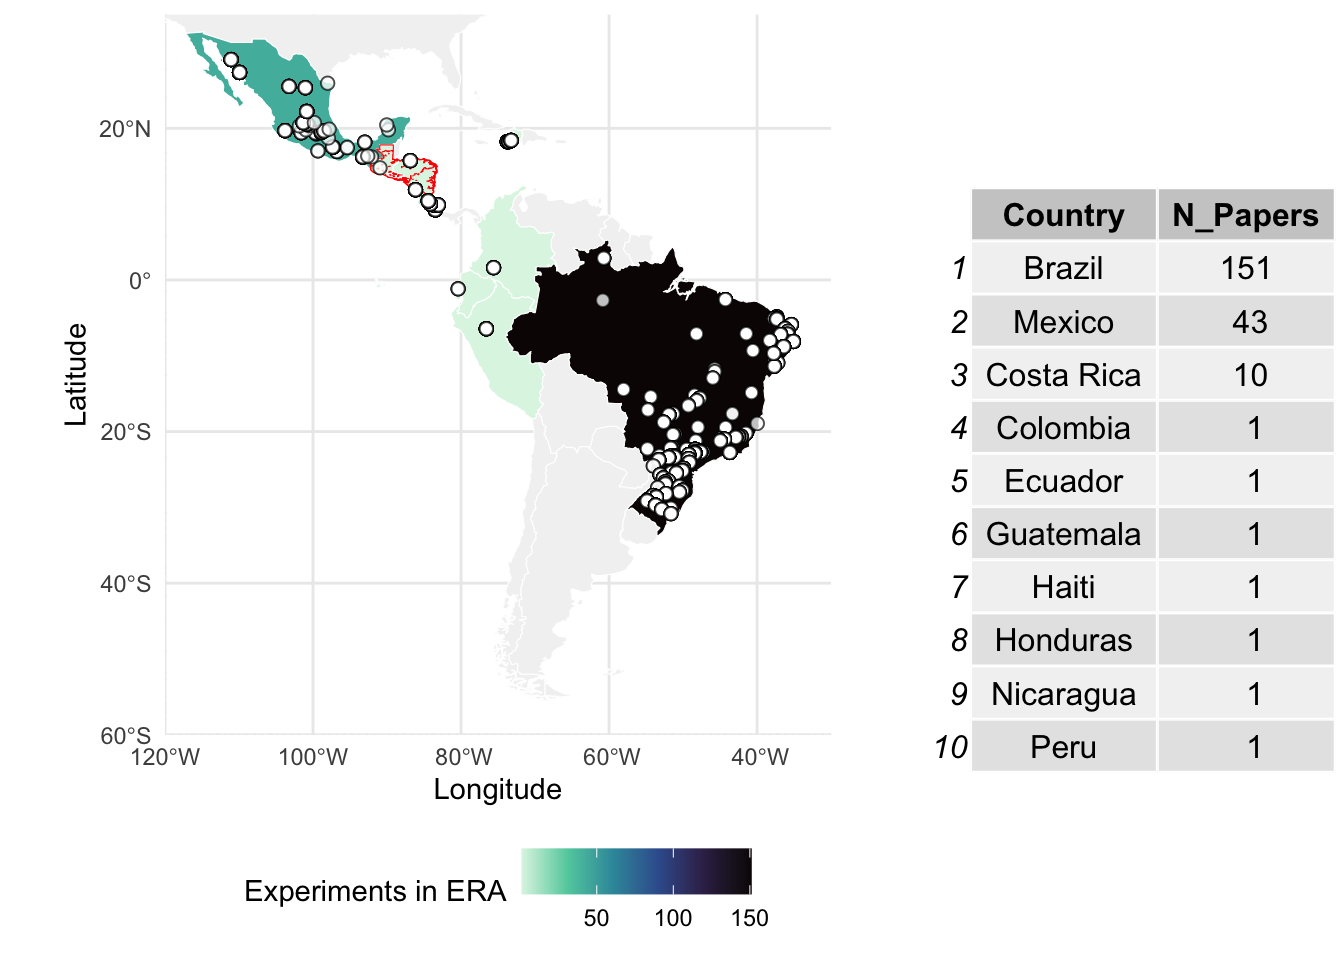 20°N
0°
20°S
40°S
60°S
Latitude
120°W 100°W 80°W 60°W 40°W
Longitude
Experiments in ERA
50 100 150
Country N_Papers
1 Brazil 151
2 Mexico 43
3 Costa Rica 10
4 Colombia 1
5 Ecuador 1
6 Guatemala 1
7 Haiti 1
8 Honduras 1
9 Nicaragua 1
10 Peru 1